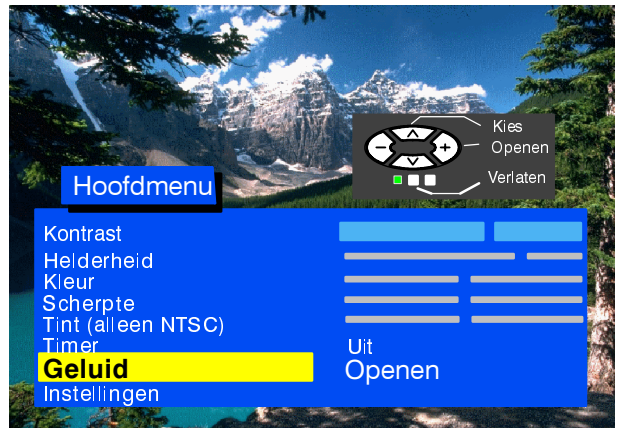 Kies
Openen
Verlaten
Hoofdmenu
Kontrast
Helderheid
Kleur
Scherpte
Tint (alleen NTSC)
Timer Uit
Geluid Openen
Instellingen